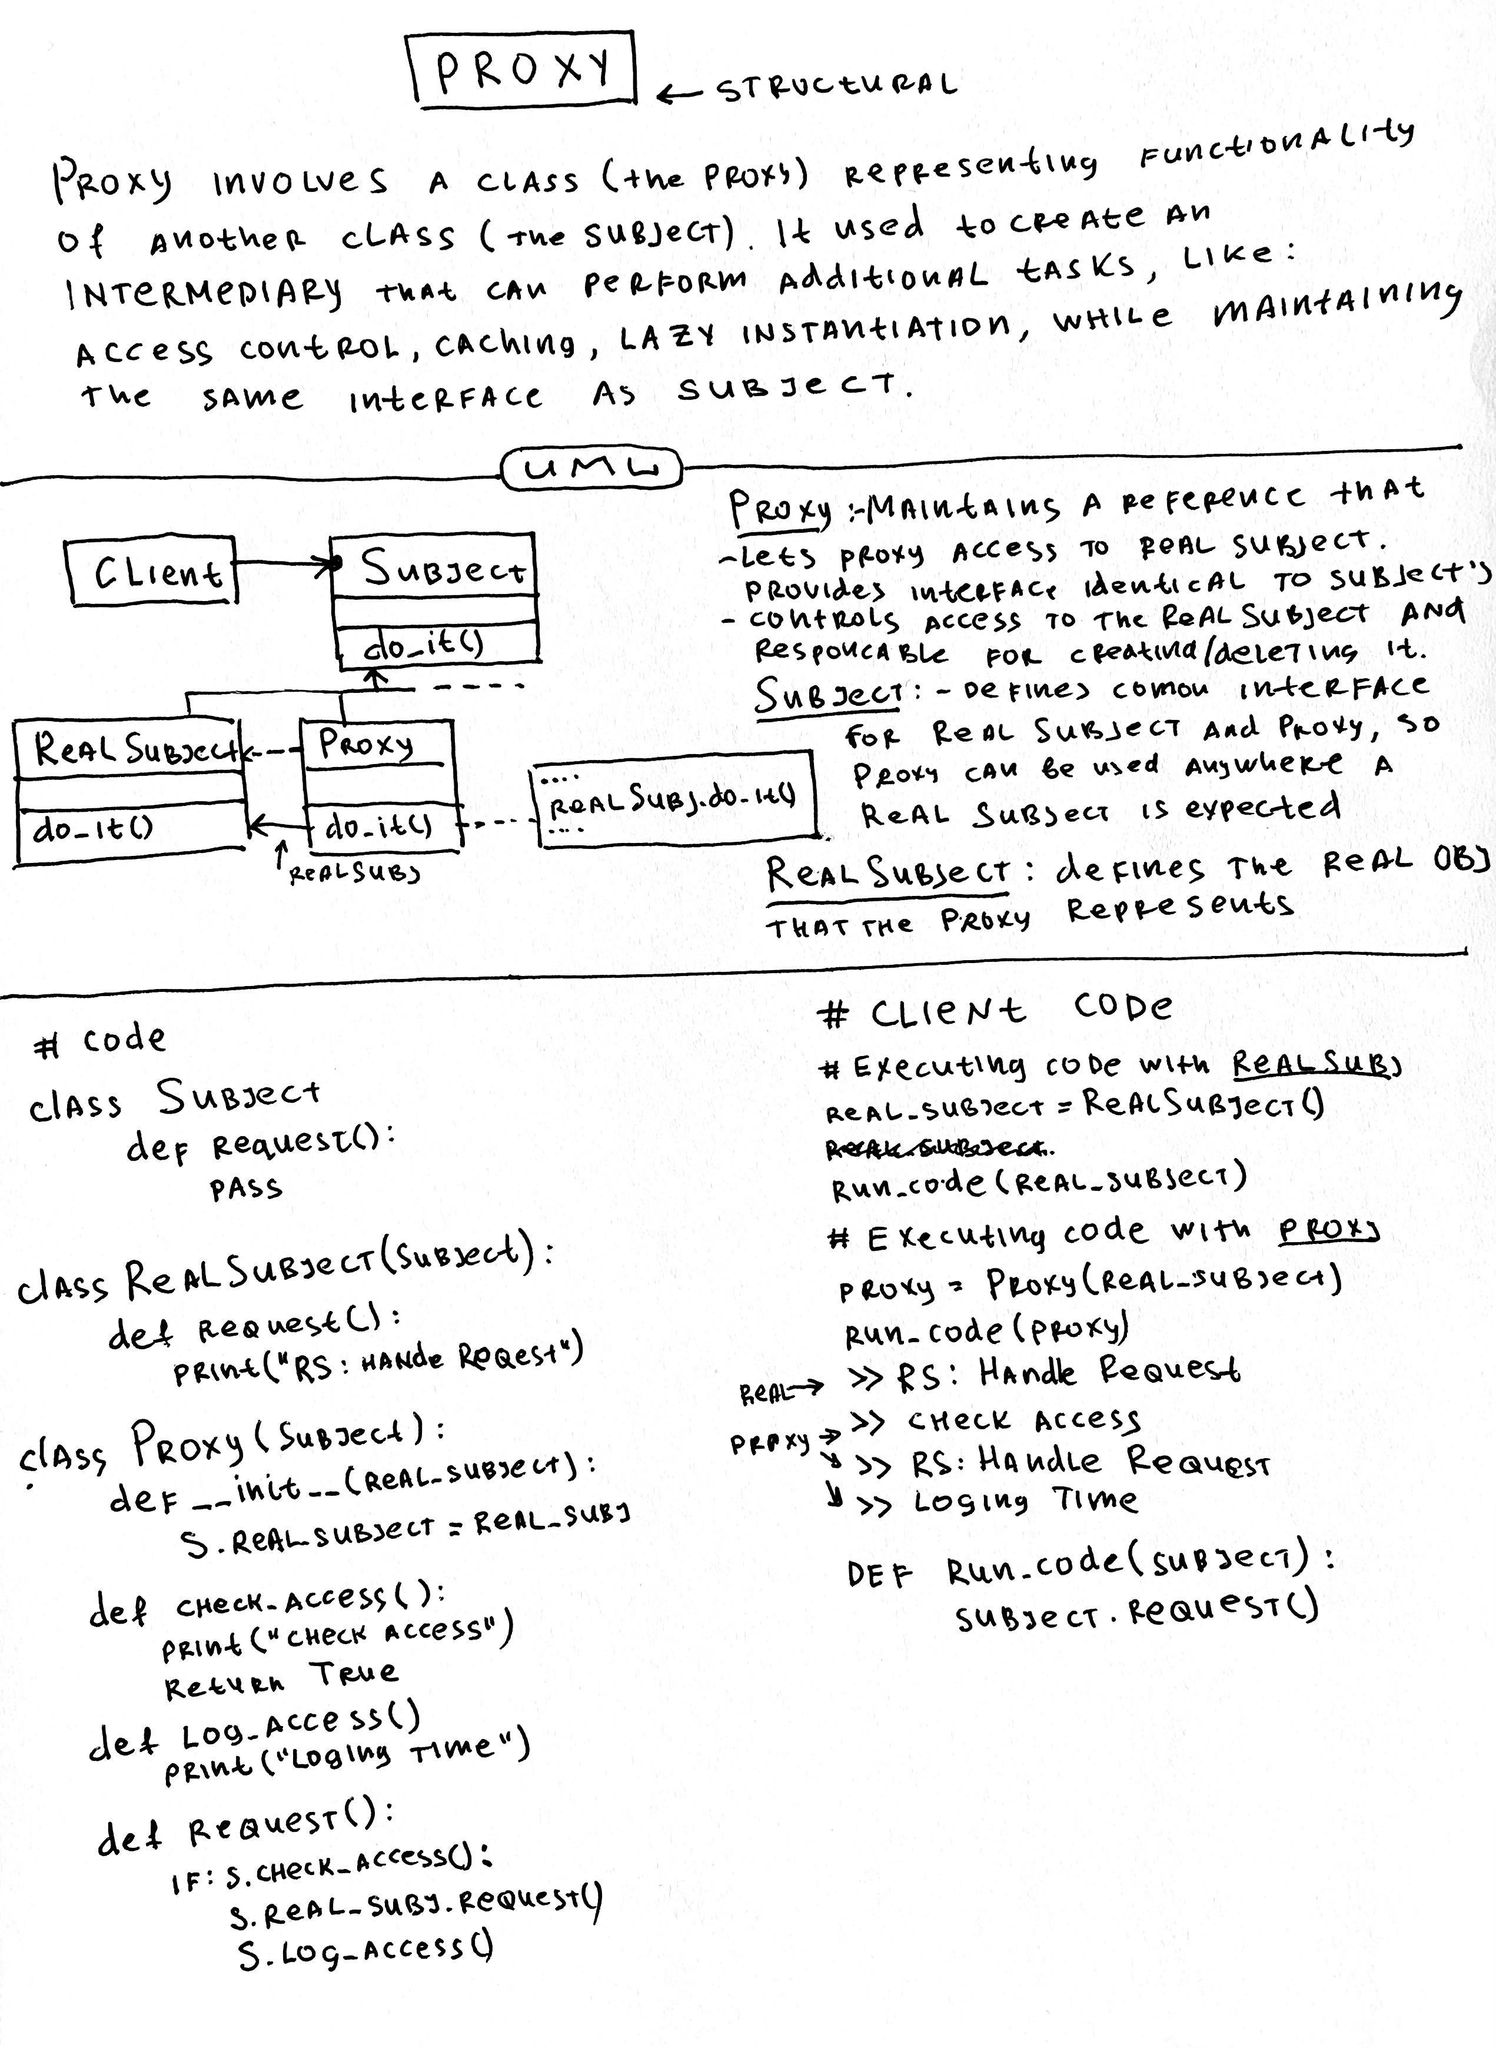 PROXY
← STRUCTURAL
PROXY INVOLVES A CLASS (the PROXY) Representing FUNCTIONALITY
Of ANOTHER CLASS (THE SUBJECT). It used to CREATE AN
INTERMEDIARY THAT CAN PERFORM ADDITIONAL TASKS, LIKE:
ACCESS CONTROL, CACHING, LAZY INSTANTIATION, WHILE MAINTAINING
THE SAME INTERFACE AS SUBJECT.
UML
CLient
SUBJECT
do_it()
REAL SUBJECT
do_it()
PROXY
do_it()
REALSUBJ
....
REALSUBJ.do_it()
....
PROXY :- MAINTAINS A REFERENCE THAT
- LETS PROXY ACCESS TO REAL SUBJECT.
PROVIDES INTERFACE IDENTICAL TO SUBJECT'S
- CONTROLS ACCESS TO THE REAL SUBJECT AND
RESPONCABLE FOR CREATING/DELETING IT.
SUBJECT: - DEFINES COMON INTERFACE
FOR REAL SUBJECT AND PROXY, SO
PROXY CAN BE USED ANYWHERE A
REAL SUBJECT IS EXPECTED
REAL SUBJECT: DEFINES THE REAL OBJ
THAT THE PROXY REPRESENTS
# code
class SUBJECT
def Request():
PASS
class REALSUBJECT(SUBJECT):
def Request():
PRINT("RS: HANDe REQEST")
class PROXY(SUBJECT):
def __init__(REAL_SUBJECT):
S.REAL_SUBJECT = REAL_SUBJ
def CHECK_ACCESS():
PRINT("CHECK ACCESS")
RETURN TRUE
def LOG_ACCESS()
PRINT("LOGING TIME")
def REQUEST():
IF: S.CHECK_ACCESS():
S.REAL_SUBJ.REQUEST()
S.LOG_ACCESS()
# CLIENT CODE
# Executing code with REALSUBJ
REAL_SUBJECT = REALSUBJECT()
REAL_SUBJECT.
RUN_code(REAL_SUBJECT)
# Executing code with PROXY
PROXY = PROXY(REAL_SUBJECT)
RUN_code(PROXY)
REAL → >> RS: Handle Request
PROXY → >> CHECK ACCESS
>> RS: HANDLE REQUEST
>> LOGING TIME
DEF RUN_code(SUBJECT):
SUBJECT.REQUEST()